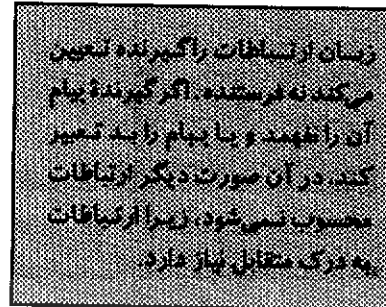 زبان ارتباطات را گیرنده تعیین
می‌کند نه فرستنده. اگر گیرندهٔ پیام
آن را نفهمد و یا پیام را بد تعبیر
کند، در آن صورت دیگر ارتباطات
محسوب نمی‌شود، زیرا ارتباطات
به درک متقابل نیاز دارد.